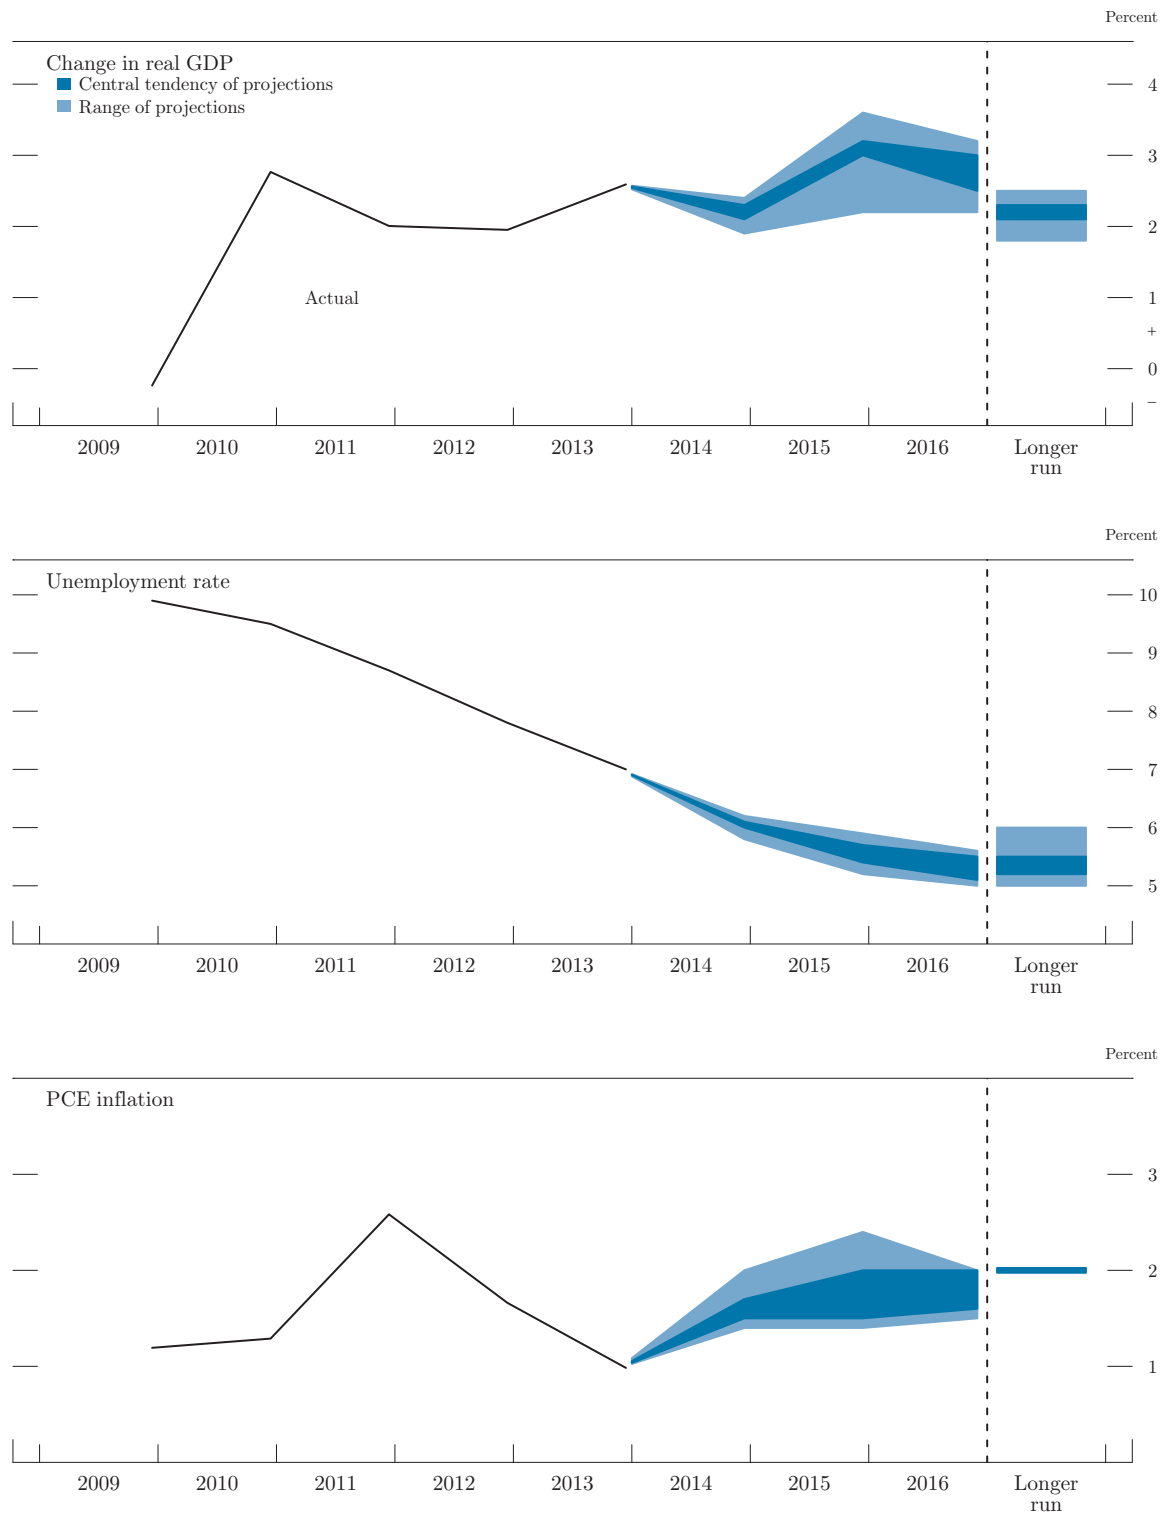 Percent
Change in real GDP
Central tendency of projections
Range of projections
Actual
4
3
2
1
+
0
−
2009 2010 2011 2012 2013 2014 2015 2016 Longer
run
Percent
Unemployment rate
10
9
8
7
6
5
2009 2010 2011 2012 2013 2014 2015 2016 Longer
run
Percent
PCE inflation
3
2
1
2009 2010 2011 2012 2013 2014 2015 2016 Longer
run